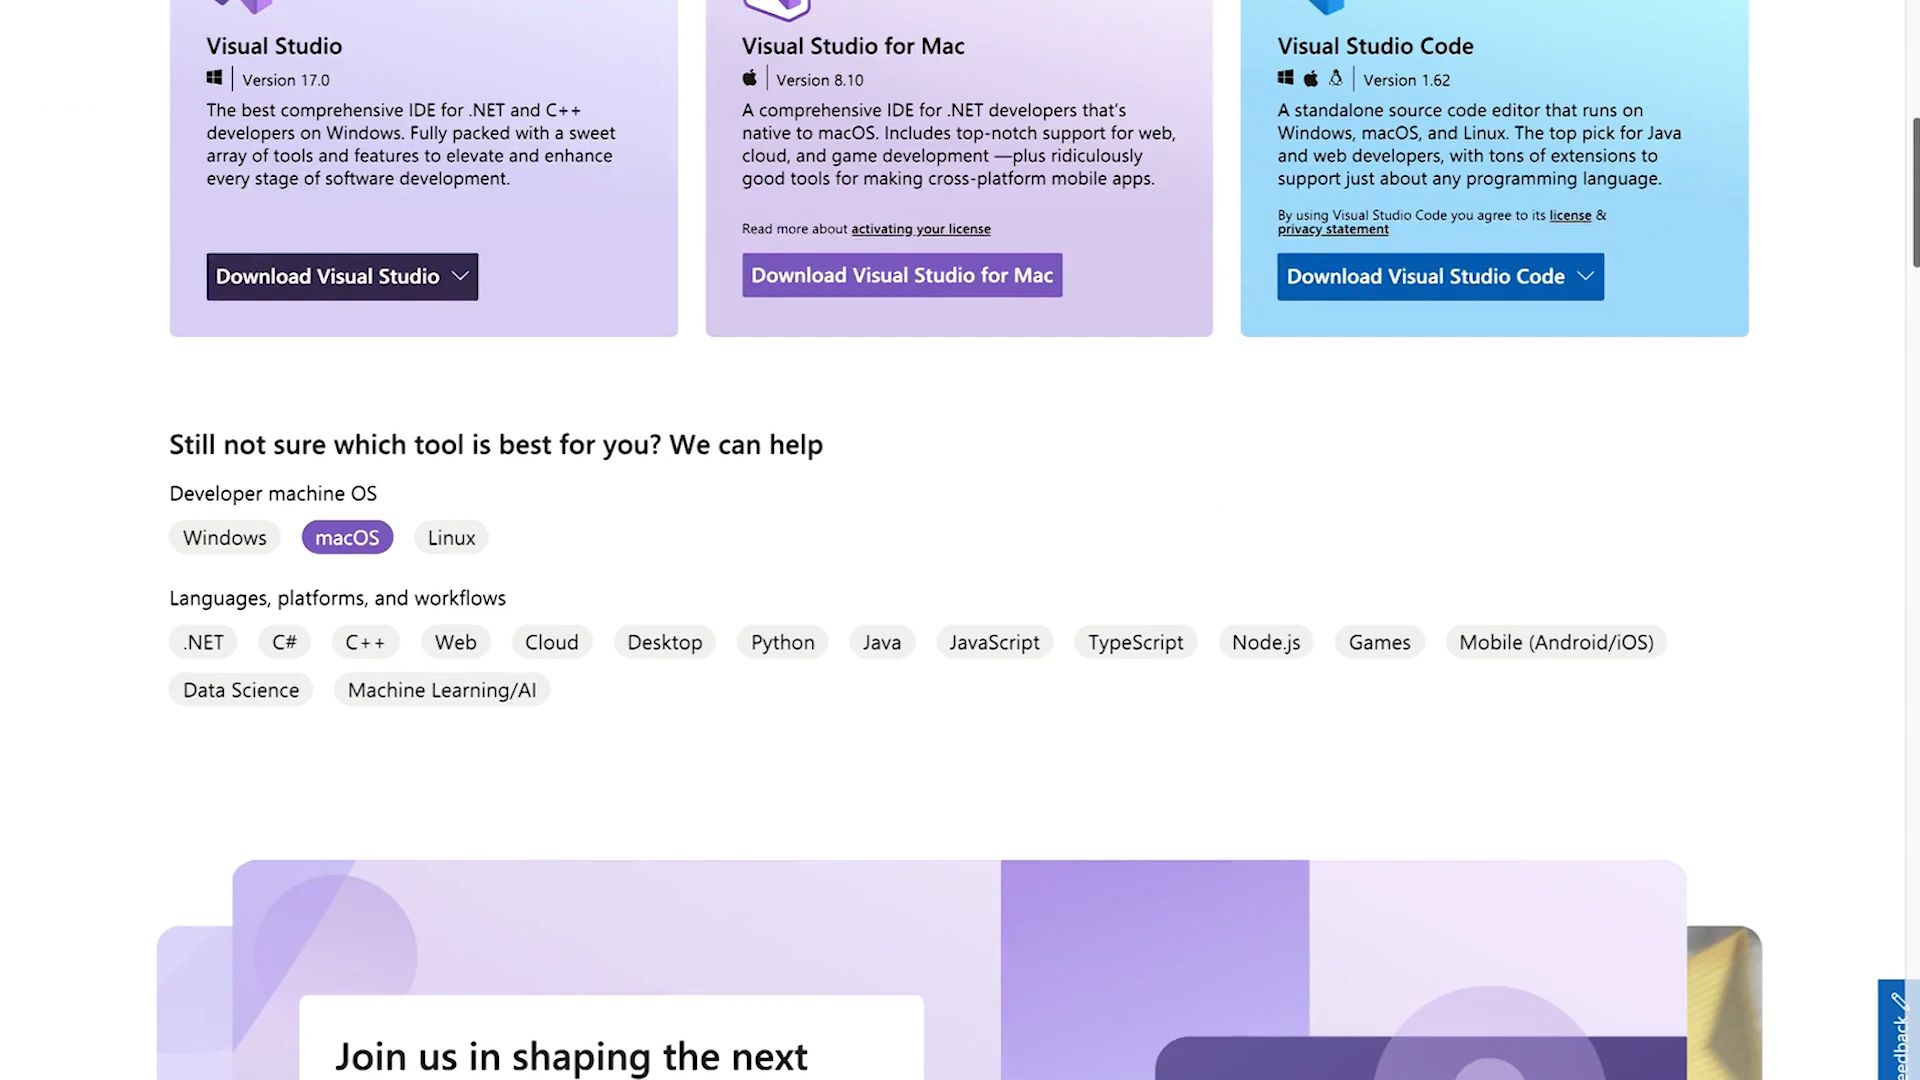 Visual Studio
Version 17.0
The best comprehensive IDE for .NET and C++
developers on Windows. Fully packed with a sweet
array of tools and features to elevate and enhance
every stage of software development.
Download Visual Studio
Visual Studio for Mac
Version 8.10
A comprehensive IDE for .NET developers that's
native to macOS. Includes top-notch support for web,
cloud, and game development —plus ridiculously
good tools for making cross-platform mobile apps.
Read more about activating your license
Download Visual Studio for Mac
Visual Studio Code
Version 1.62
A standalone source code editor that runs on
Windows, macOS, and Linux. The top pick for Java
and web developers, with tons of extensions to
support just about any programming language.
By using Visual Studio Code you agree to its license &
privacy statement
Download Visual Studio Code
Still not sure which tool is best for you? We can help
Developer machine OS
Windows macOS Linux
Languages, platforms, and workflows
.NET C# C++ Web Cloud Desktop Python Java JavaScript TypeScript Node.js Games Mobile (Android/iOS)
Data Science Machine Learning/AI
Join us in shaping the next